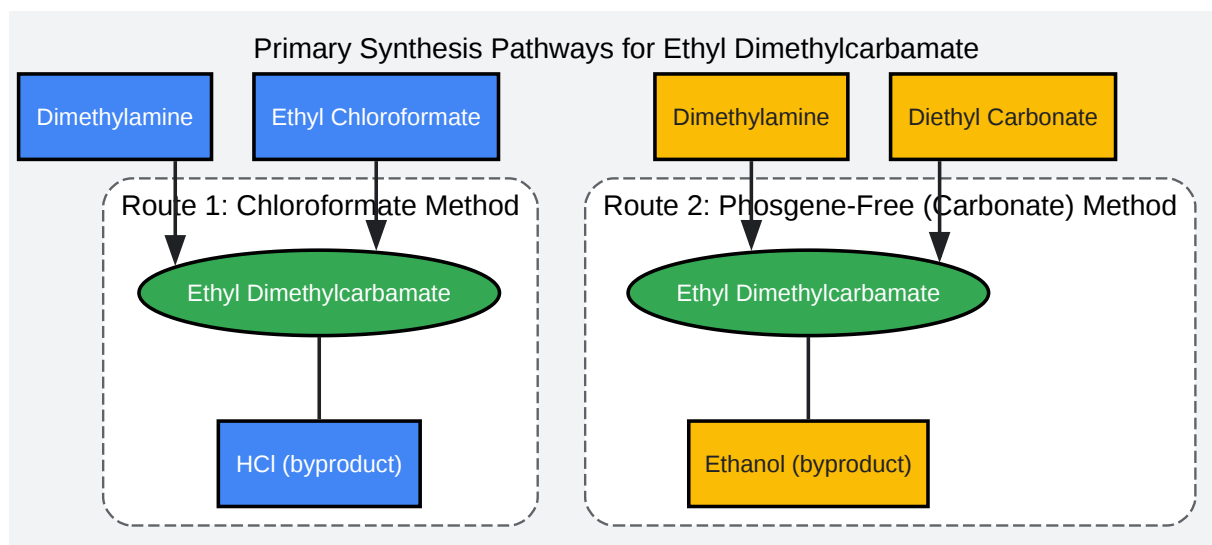 Primary Synthesis Pathways for Ethyl Dimethylcarbamate
Dimethylamine
Ethyl Chloroformate
Dimethylamine
Diethyl Carbonate
Route 1: Chloroformate Method
Route 2: Phosgene-Free (Carbonate) Method
Ethyl Dimethylcarbamate
Ethyl Dimethylcarbamate
HCl (byproduct)
Ethanol (byproduct)